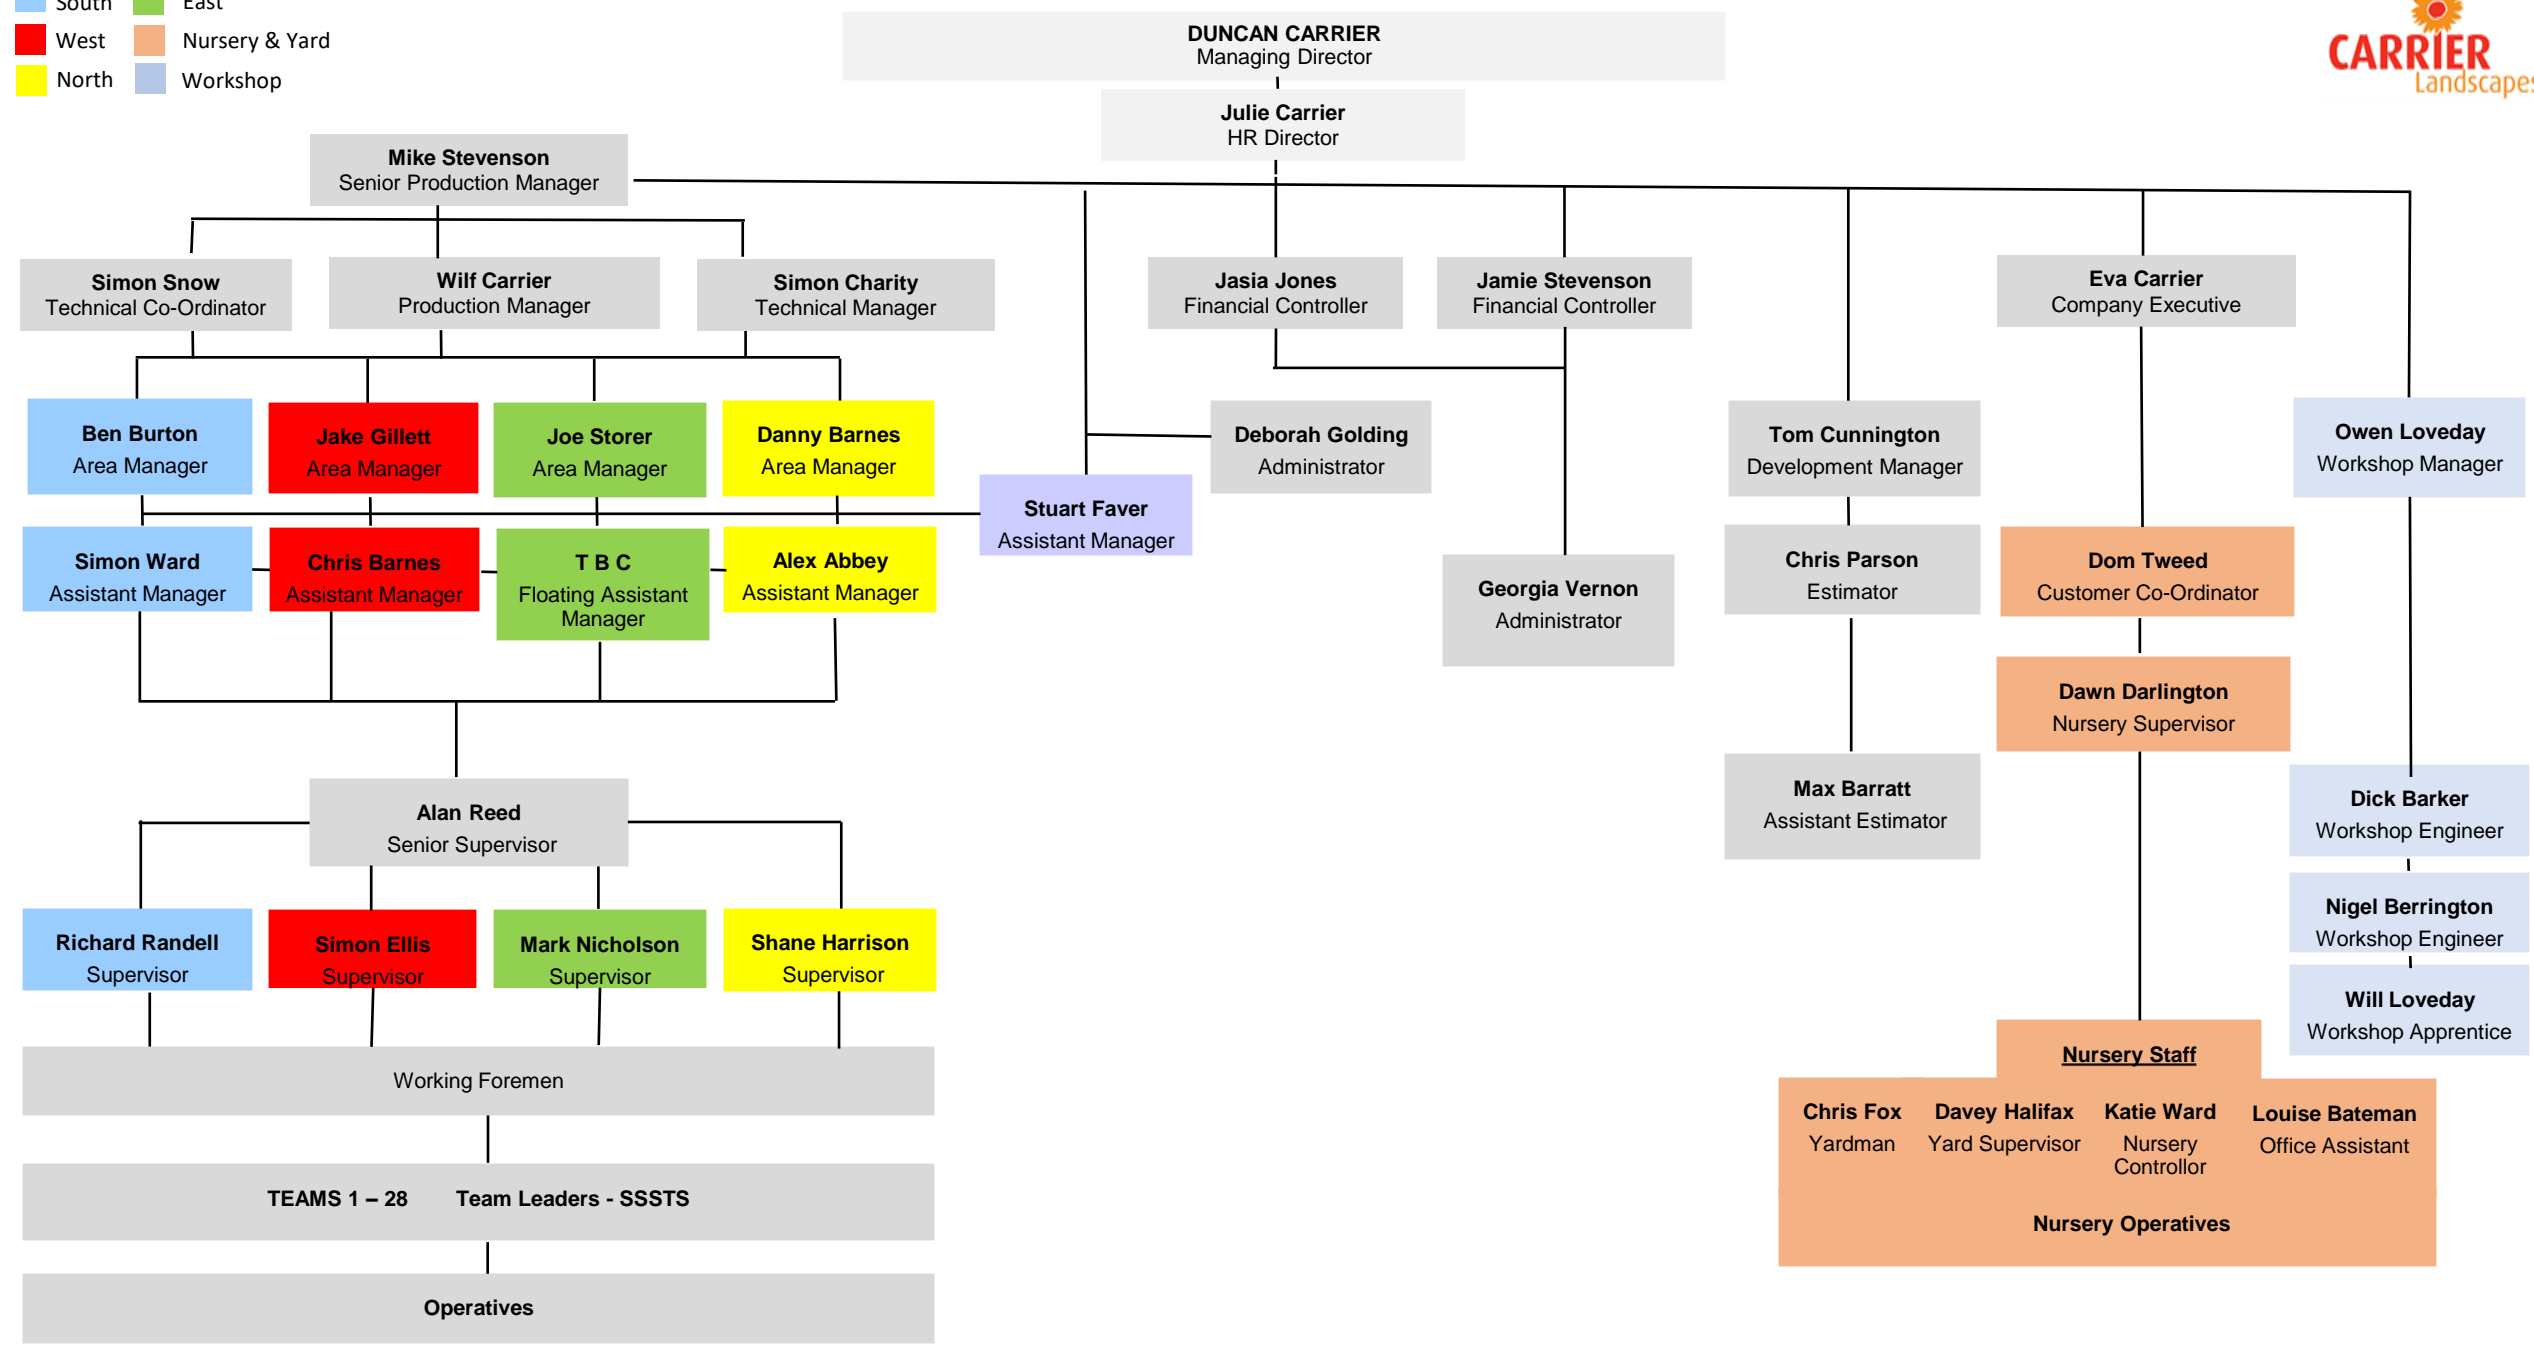 South East
West Nursery & Yard
North Workshop
CARRIER
Landscapes
DUNCAN CARRIER
Managing Director
Julie Carrier
HR Director
Mike Stevenson
Senior Production Manager
Simon Snow
Technical Co-Ordinator
Wilf Carrier
Production Manager
Simon Charity
Technical Manager
Jasia Jones
Financial Controller
Jamie Stevenson
Financial Controller
Eva Carrier
Company Executive
Ben Burton
Area Manager
Jake Gillett
Area Manager
Joe Storer
Area Manager
Danny Barnes
Area Manager
Deborah Golding
Administrator
Tom Cunnington
Development Manager
Owen Loveday
Workshop Manager
Stuart Faver
Assistant Manager
Simon Ward
Assistant Manager
Chris Barnes
Assistant Manager
T B C
Floating Assistant
Manager
Alex Abbey
Assistant Manager
Georgia Vernon
Administrator
Chris Parson
Estimator
Dom Tweed
Customer Co-Ordinator
Dawn Darlington
Nursery Supervisor
Max Barratt
Assistant Estimator
Alan Reed
Senior Supervisor
Dick Barker
Workshop Engineer
Nigel Berrington
Workshop Engineer
Will Loveday
Workshop Apprentice
Richard Randell
Supervisor
Simon Ellis
Supervisor
Mark Nicholson
Supervisor
Shane Harrison
Supervisor
Working Foremen
TEAMS 1 – 28 Team Leaders - SSSTS
Operatives
Nursery Staff
Chris Fox
Yardman
Davey Halifax
Yard Supervisor
Katie Ward
Nursery
Controllor
Louise Bateman
Office Assistant
Nursery Operatives